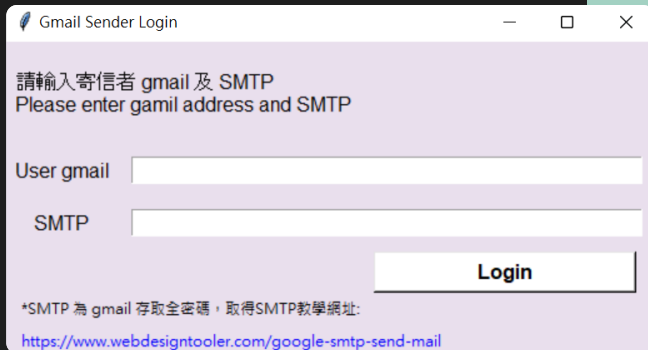 Gmail Sender Login
請輸入寄信者 gmail 及 SMTP
Please enter gamil address and SMTP
User gmail
SMTP
Login
*SMTP 為 gmail 存取全密碼，取得SMTP教學網址:
https://www.webdesigntooler.com/google-smtp-send-mail